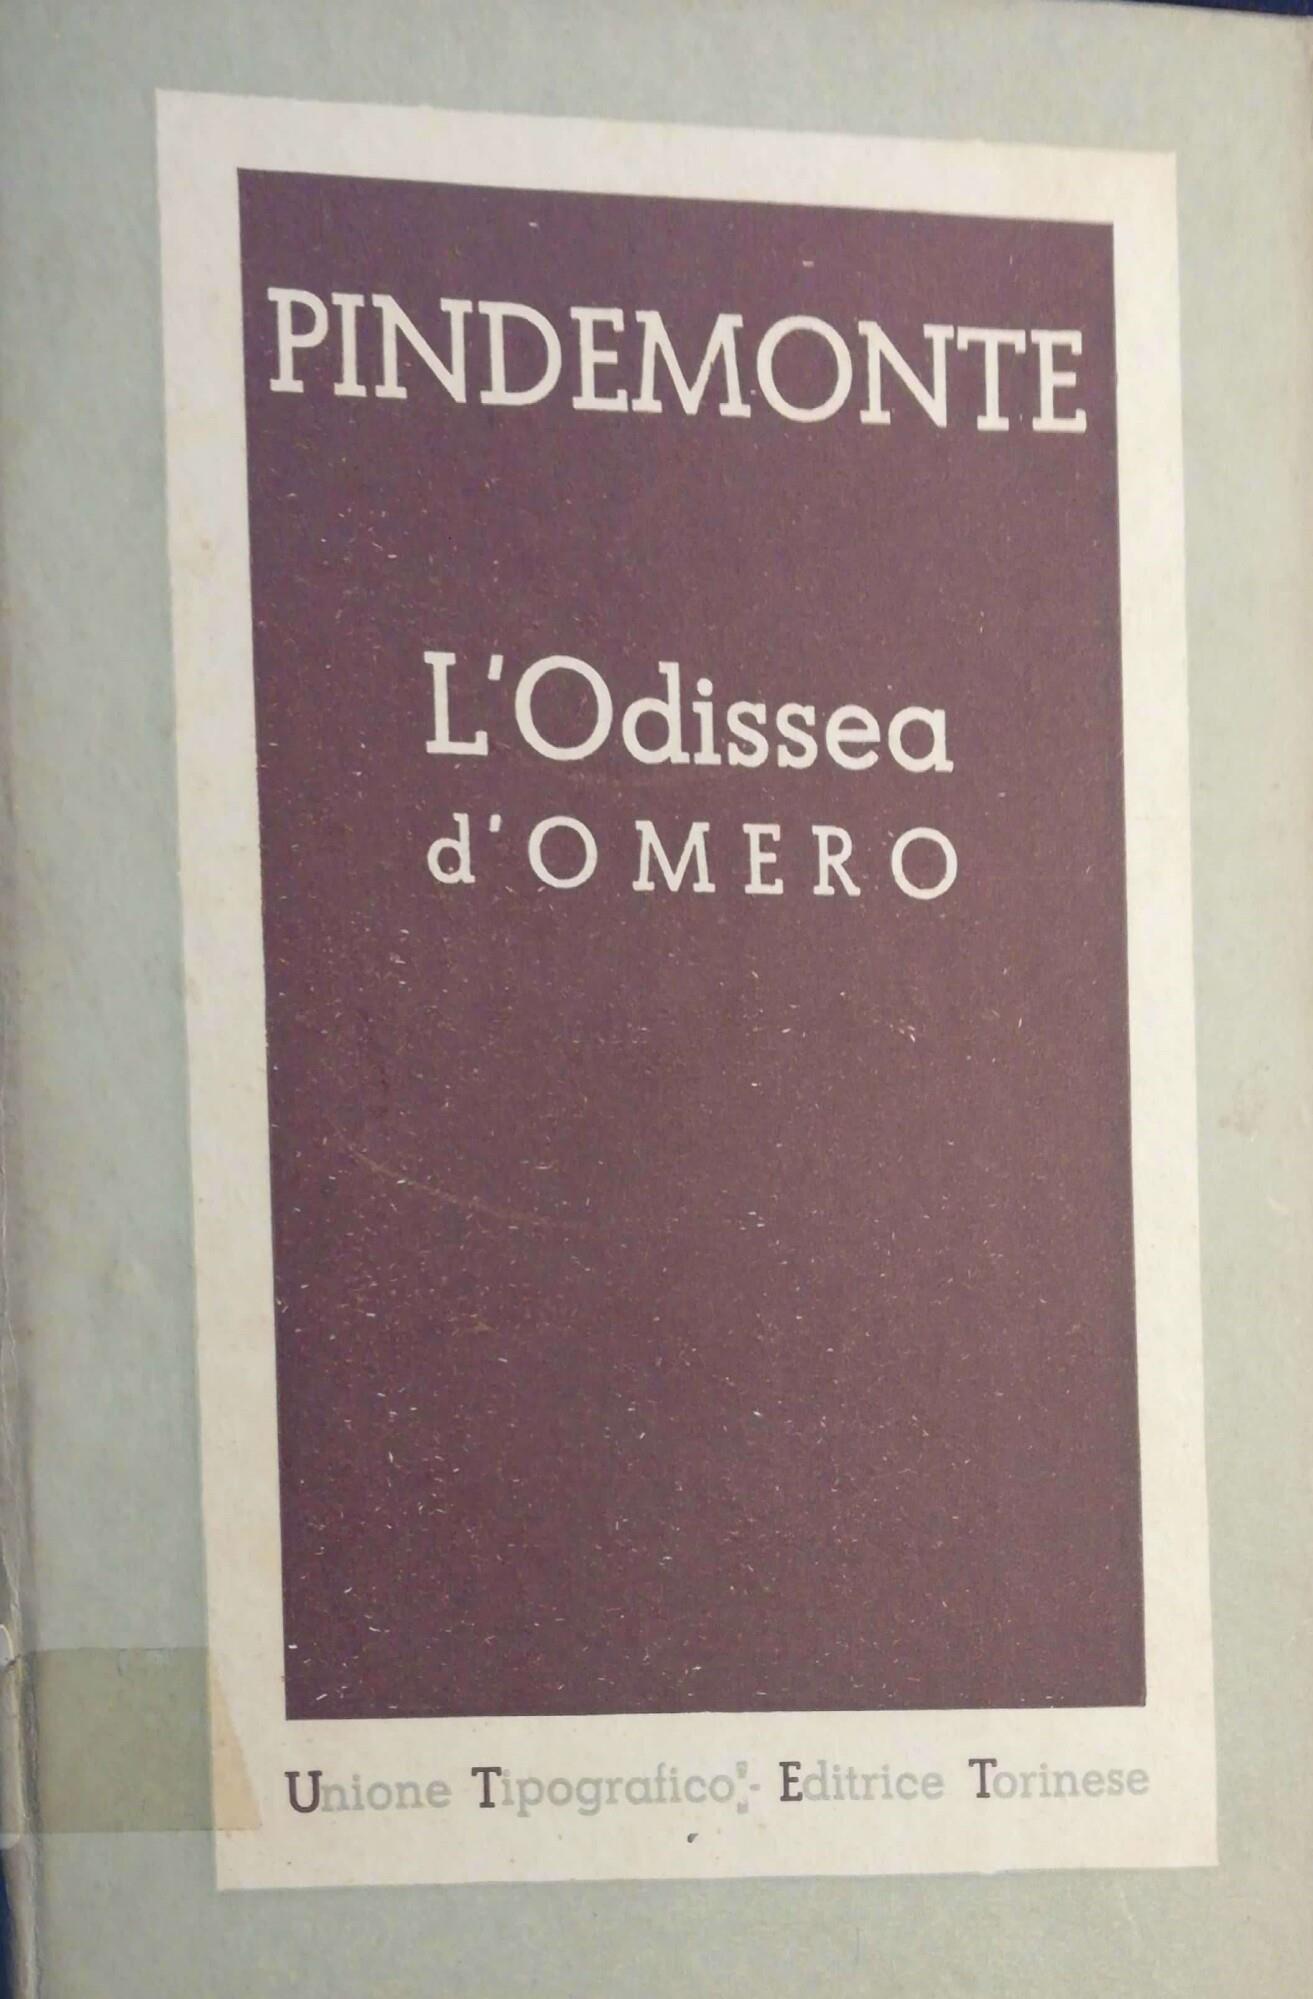 PINDEMONTE
L'Odissea
d'OMERO
Unione Tipografico - Editrice Torinese